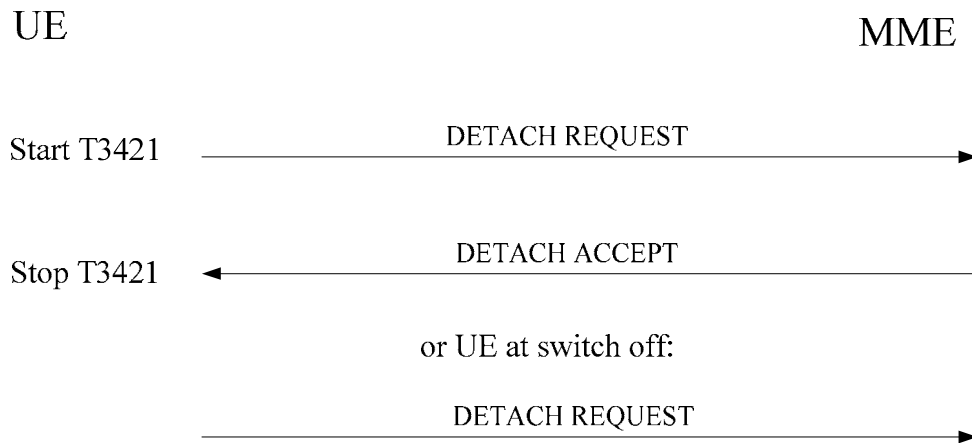 UE
MME
Start T3421
DETACH REQUEST
Stop T3421
DETACH ACCEPT
or UE at switch off:
DETACH REQUEST